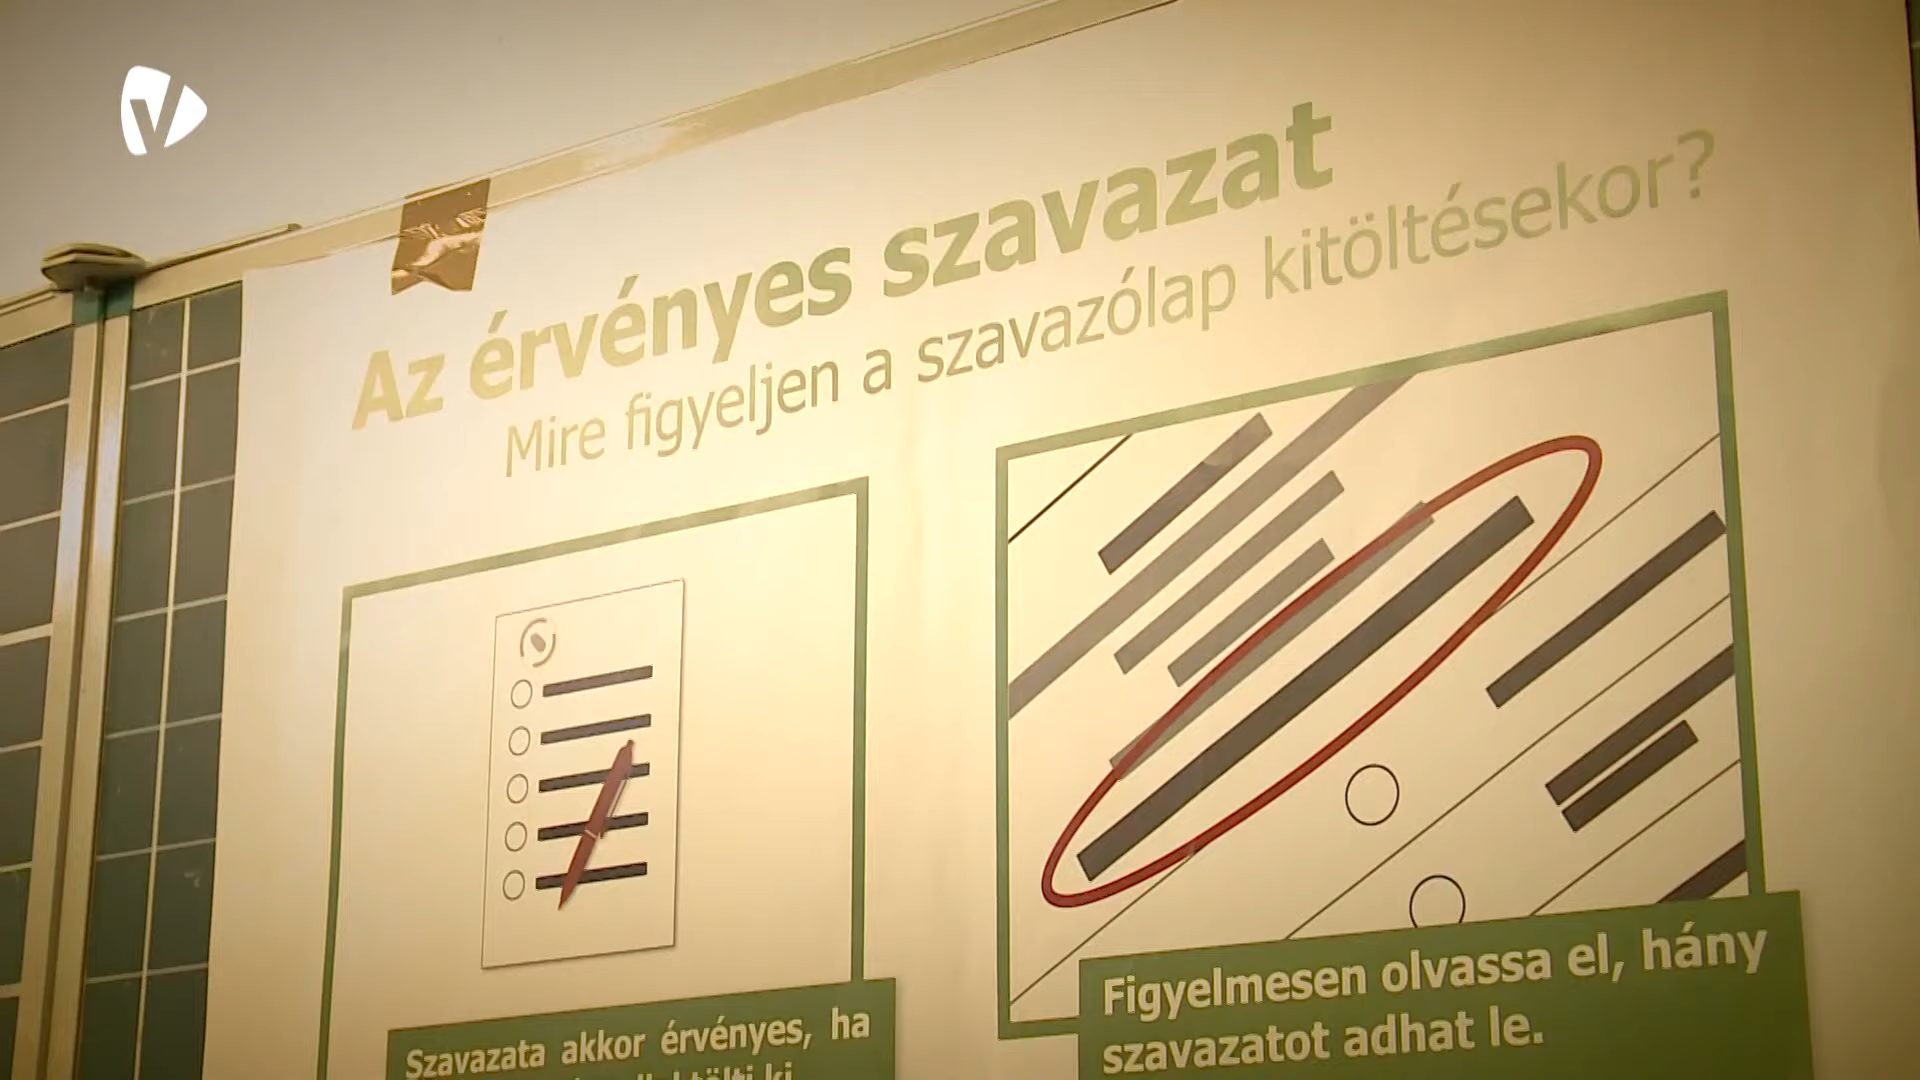 Az érvényes szavazat
Mire figyeljen a szavazólap kitöltésekor?
Szavazata akkor érvényes, ha
Figyelmesen olvassa el, hány
szavazatot adhat le.